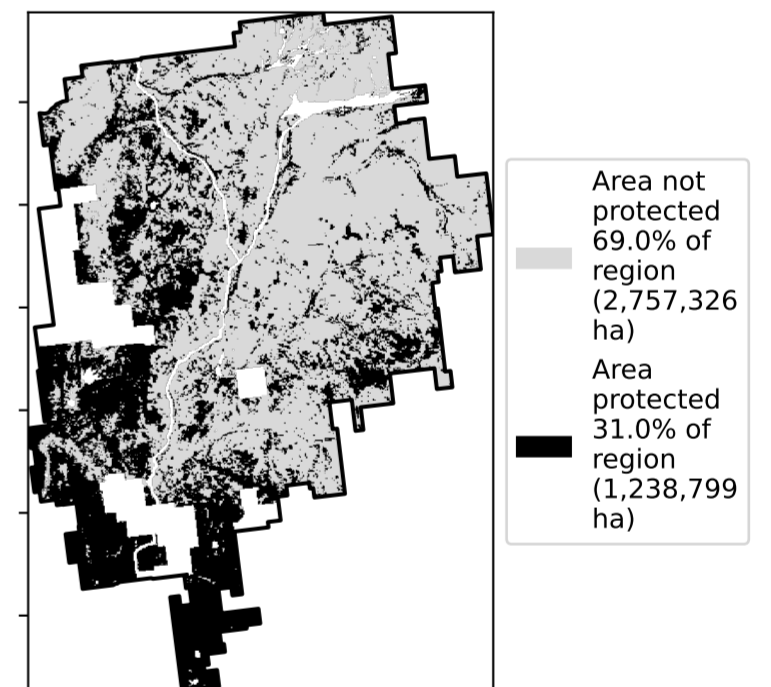 Area not
protected
69.0% of
region
(2,757,326
ha)
Area
protected
31.0% of
region
(1,238,799
ha)